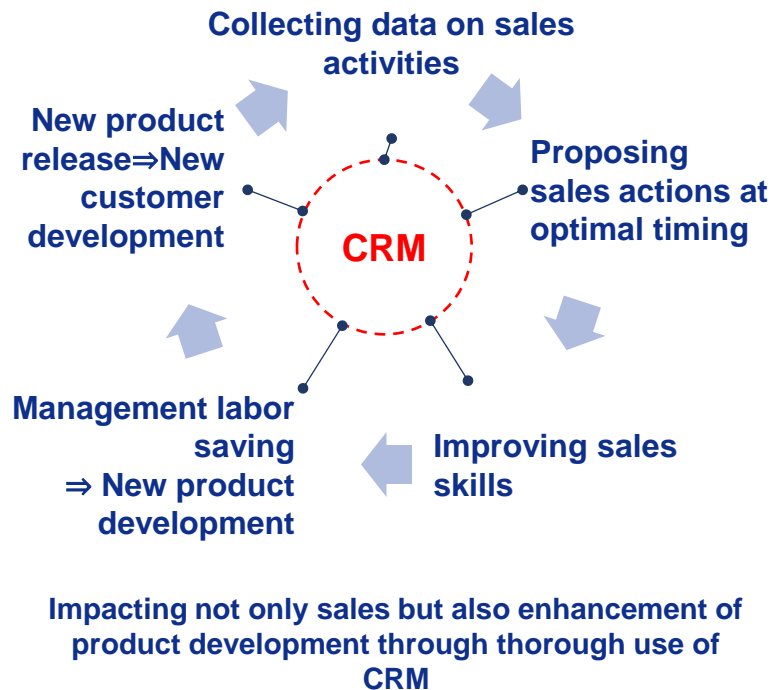 Collecting data on sales
activities
New product
release⇒New
customer
development
Proposing
sales actions at
optimal timing
CRM
Management labor
saving
⇒ New product
development
Improving sales
skills
Impacting not only sales but also enhancement of
product development through thorough use of
CRM